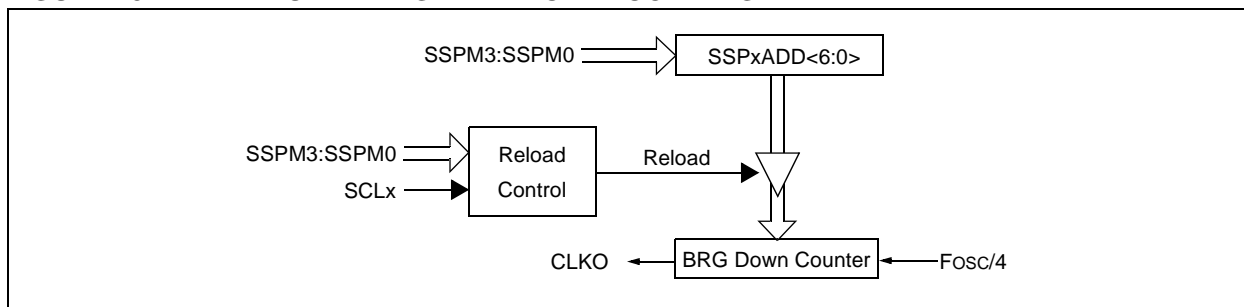 SSPM3:SSPM0
SSPxADD<6:0>
SSPM3:SSPM0
SCLx
Reload
Control
Reload
CLKO
BRG Down Counter
FOSC/4